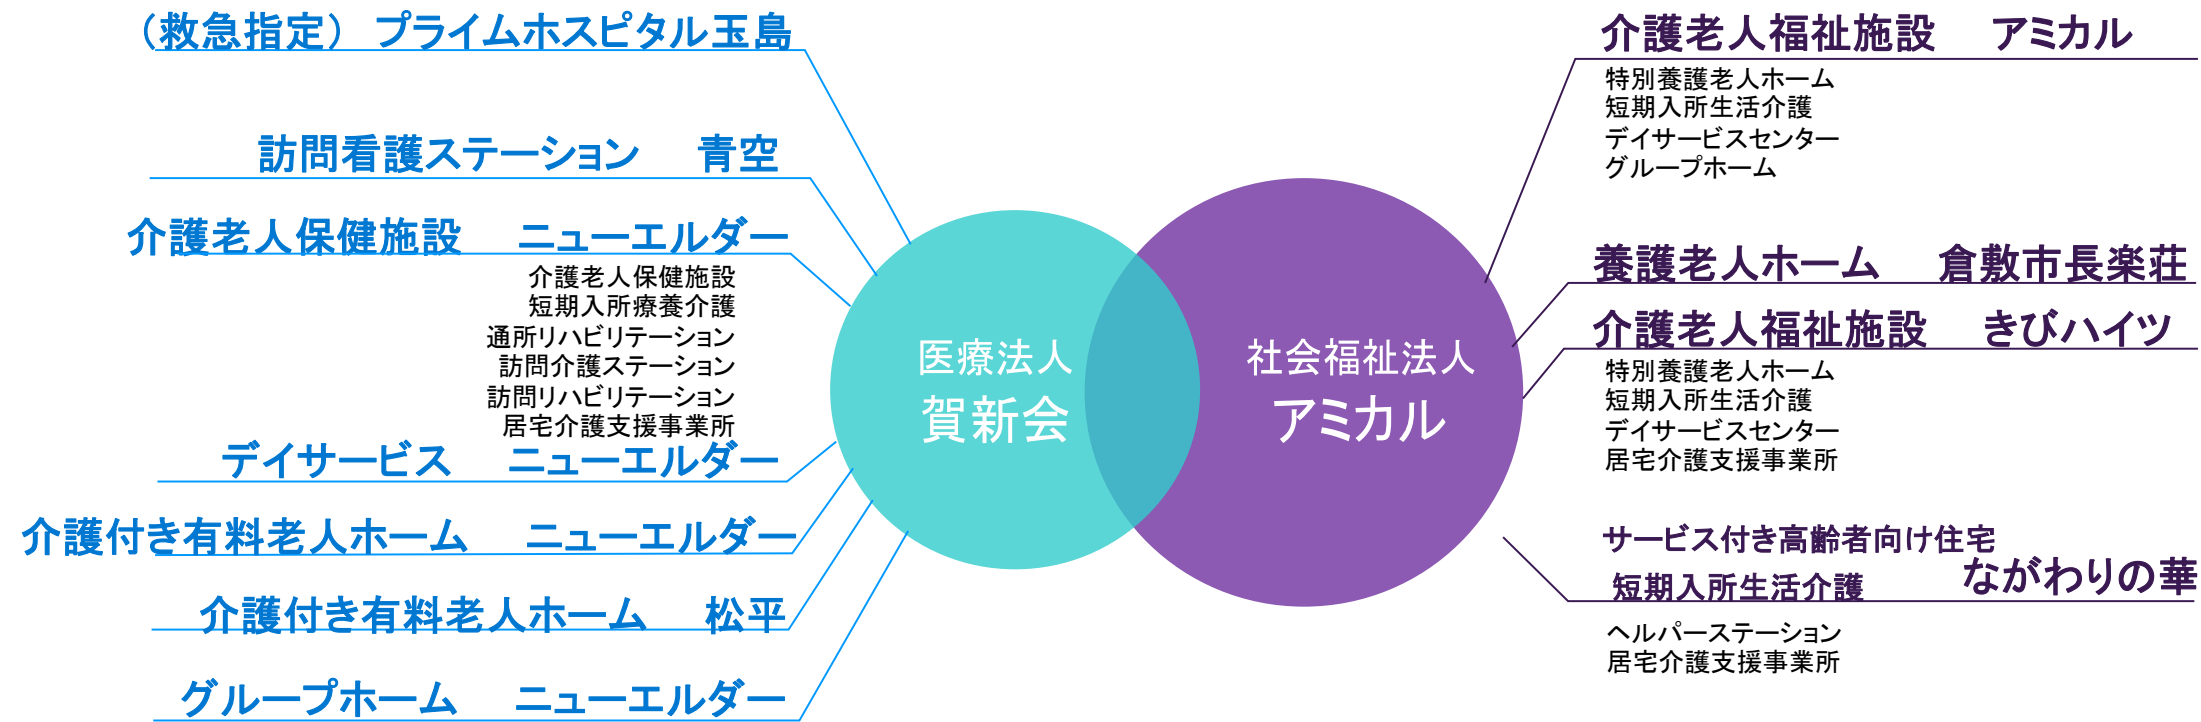 （救急指定） プライムホスピタル玉島
訪問看護ステーション 青空
介護老人保健施設 ニューエルダー
介護老人保健施設
短期入所療養介護
通所リハビリテーション
訪問介護ステーション
訪問リハビリテーション
居宅介護支援事業所
デイサービス ニューエルダー
介護付き有料老人ホーム ニューエルダー
介護付き有料老人ホーム 松平
グループホーム ニューエルダー
医療法人
賀新会
社会福祉法人
アミカル
介護老人福祉施設 アミカル
特別養護老人ホーム
短期入所生活介護
デイサービスセンター
グループホーム
養護老人ホーム 倉敷市長楽荘
介護老人福祉施設 きびハイツ
特別養護老人ホーム
短期入所生活介護
デイサービスセンター
居宅介護支援事業所
サービス付き高齢者向け住宅
短期入所生活介護 ながわりの華
ヘルパーステーション
居宅介護支援事業所